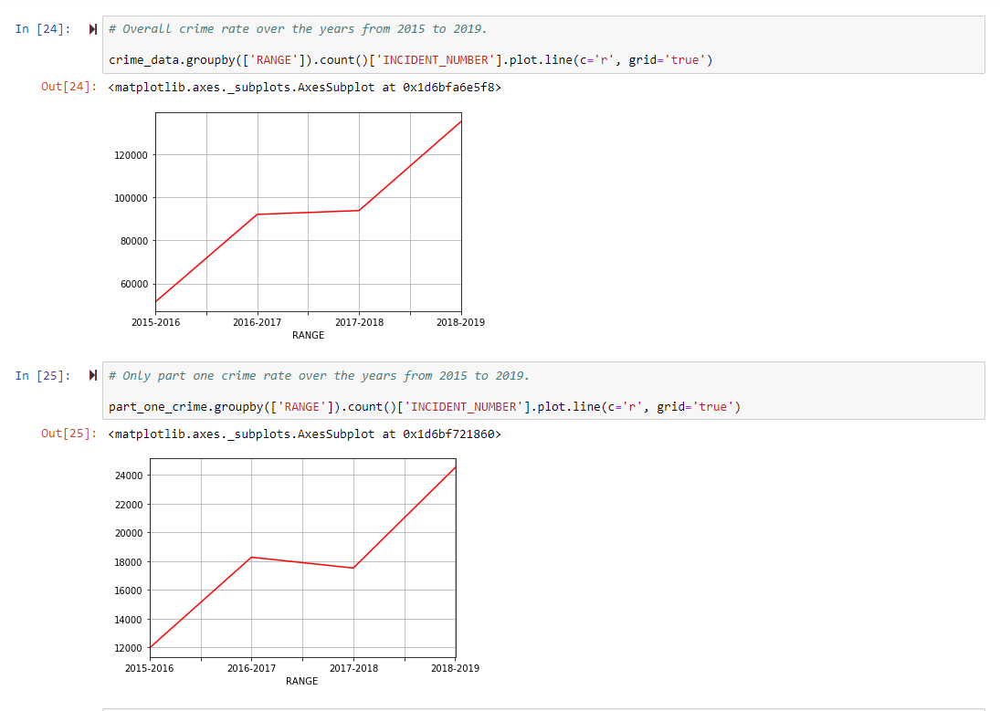 In [24]:
# Overall crime rate over the years from 2015 to 2019.
crime_data.groupby(['RANGE']).count()['INCIDENT_NUMBER'].plot.line(c='r', grid='true')
Out[24]: <matplotlib.axes._subplots.AxesSubplot at 0x1d6bfa6e5f8>
120000
100000
80000
60000
2015-2016 2016-2017 2017-2018 2018-2019
RANGE
In [25]:
# Only part one crime rate over the years from 2015 to 2019.
part_one_crime.groupby(['RANGE']).count()['INCIDENT_NUMBER'].plot.line(c='r', grid='true')
Out[25]: <matplotlib.axes._subplots.AxesSubplot at 0x1d6bf721860>
24000
22000
20000
18000
16000
14000
12000
2015-2016 2016-2017 2017-2018 2018-2019
RANGE